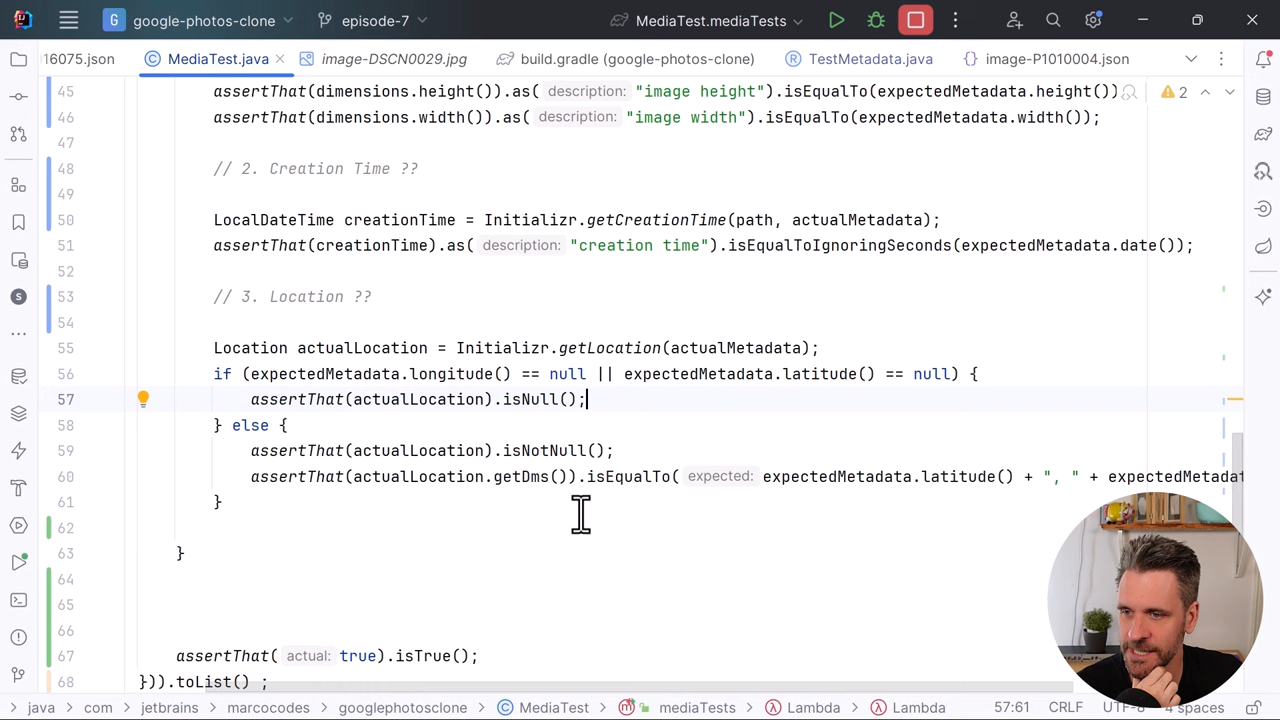 G google-photos-clone episode-7 MediaTest.mediaTests
16075.json MediaTest.java image-DSCN0029.jpg build.gradle (google-photos-clone) TestMetadata.java image-P1010004.json
45 assertThat(dimensions.height()).as( description: "image height").isEqualTo(expectedMetadata.height()) 2
46 assertThat(dimensions.width()).as( description: "image width").isEqualTo(expectedMetadata.width());
47
48 // 2. Creation Time ??
49
50 LocalDateTime creationTime = Initializr.getCreationTime(path, actualMetadata);
51 assertThat(creationTime).as( description: "creation time").isEqualToIgnoringSeconds(expectedMetadata.date());
52
53 // 3. Location ??
54
55 Location actualLocation = Initializr.getLocation(actualMetadata);
56 if (expectedMetadata.longitude() == null || expectedMetadata.latitude() == null) {
57 assertThat(actualLocation).isNull();
58 } else {
59 assertThat(actualLocation).isNotNull();
60 assertThat(actualLocation.getDms()).isEqualTo( expected: expectedMetadata.latitude() + ", " + expectedMetadat
61 }
62
63 }
64
65
66
67 assertThat( actual: true).isTrue();
68 })).toList() ;
java > com > jetbrains > marcocodes > googlephotosclone > MediaTest > mediaTests > Lambda > Lambda 57:61 CRLF UTF-8 4 spaces